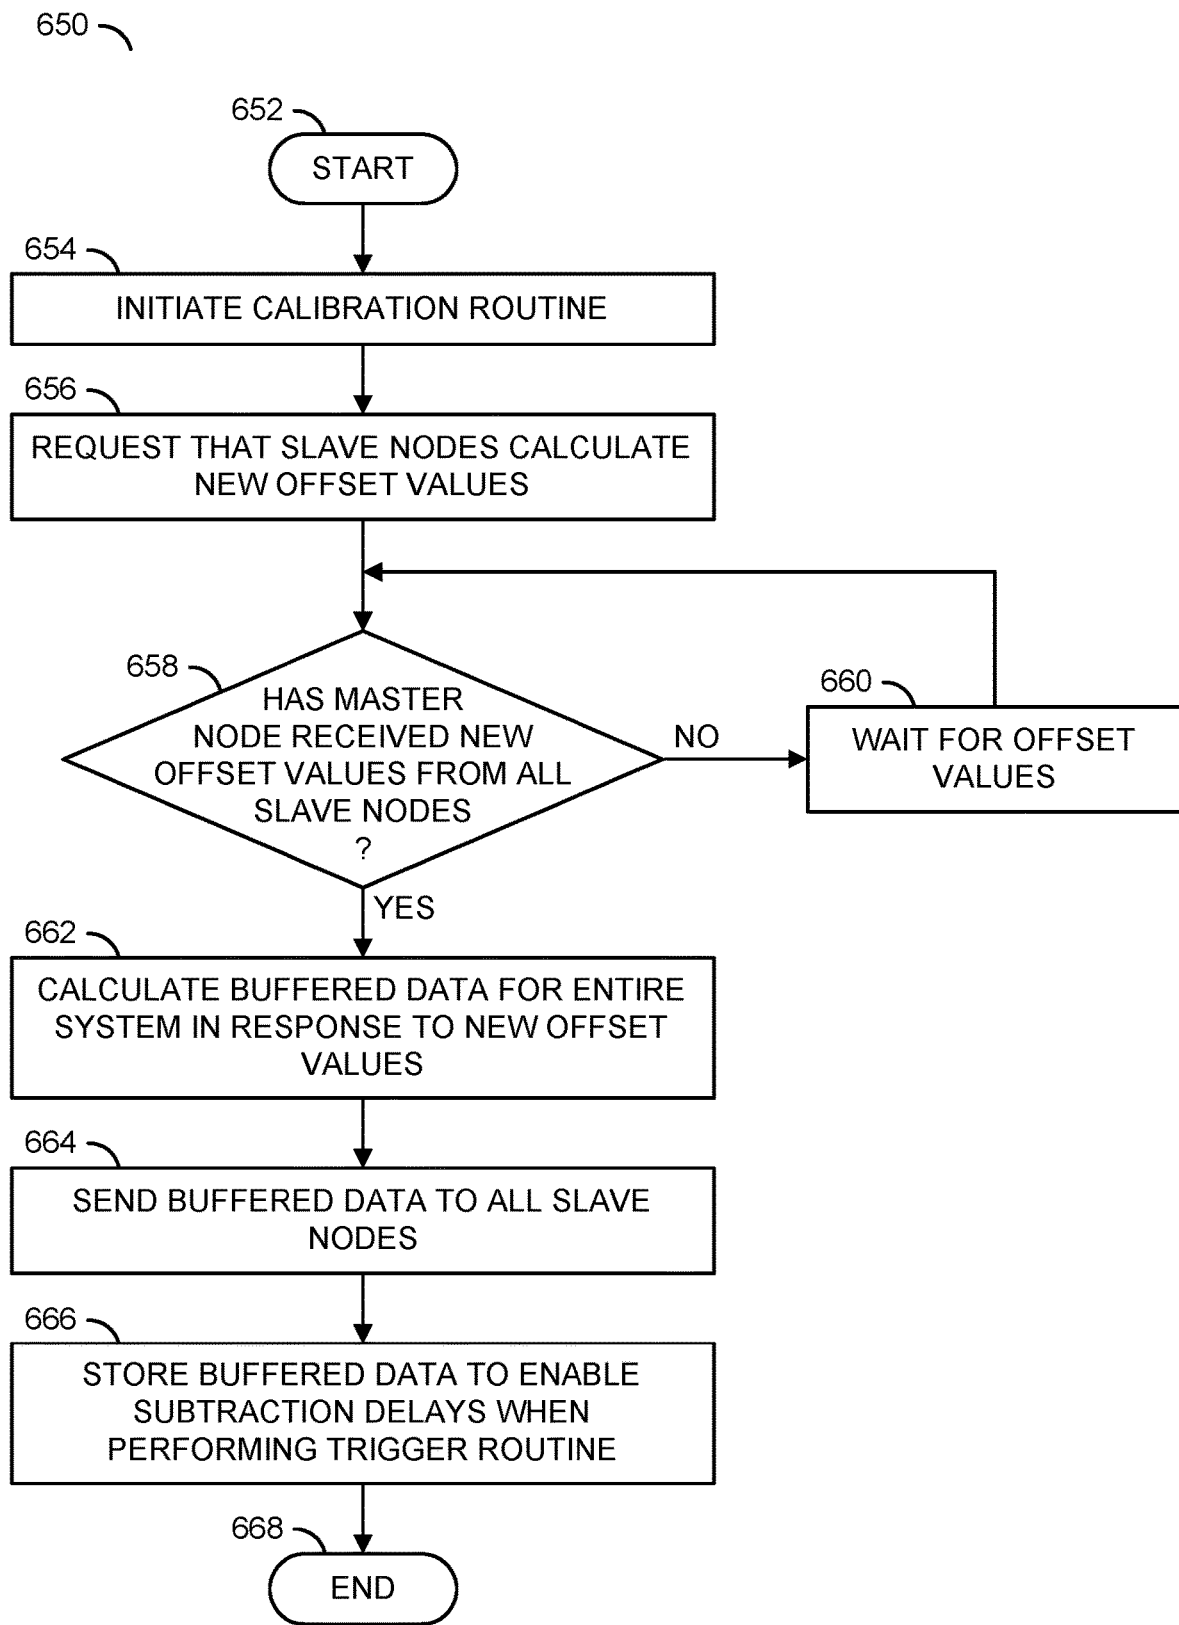 650
652
START
654
INITIATE CALIBRATION ROUTINE
656
REQUEST THAT SLAVE NODES CALCULATE
NEW OFFSET VALUES
658
HAS MASTER
NODE RECEIVED NEW
OFFSET VALUES FROM ALL
SLAVE NODES
?
NO
660
WAIT FOR OFFSET
VALUES
YES
662
CALCULATE BUFFERED DATA FOR ENTIRE
SYSTEM IN RESPONSE TO NEW OFFSET
VALUES
664
SEND BUFFERED DATA TO ALL SLAVE
NODES
666
STORE BUFFERED DATA TO ENABLE
SUBTRACTION DELAYS WHEN
PERFORMING TRIGGER ROUTINE
668
END